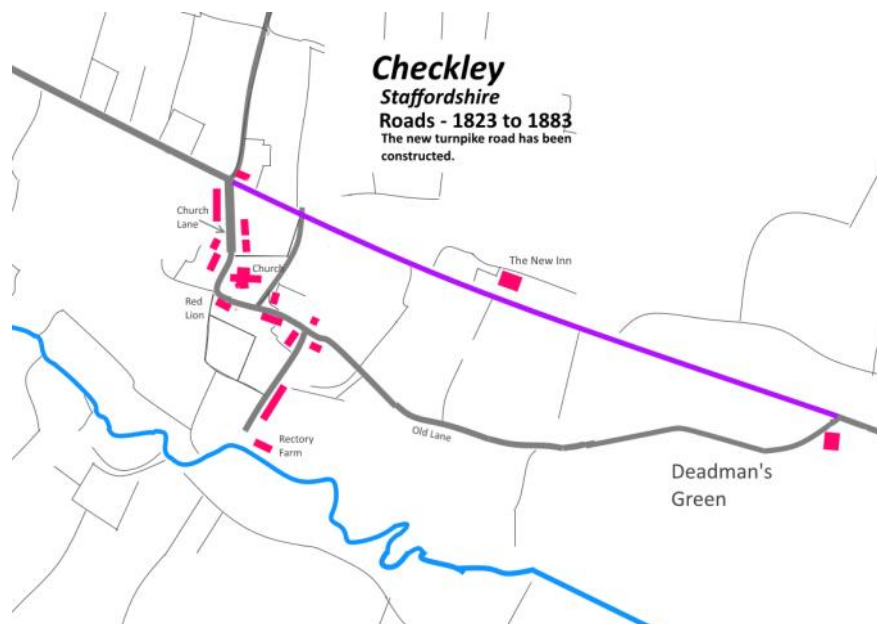 Checkley
Staffordshire
Roads - 1823 to 1883
The new turnpike road has been
constructed.
Church
Lane
The New Inn
Church
Red
Lion
Old Lane
Rectory
Farm
Deadman's
Green